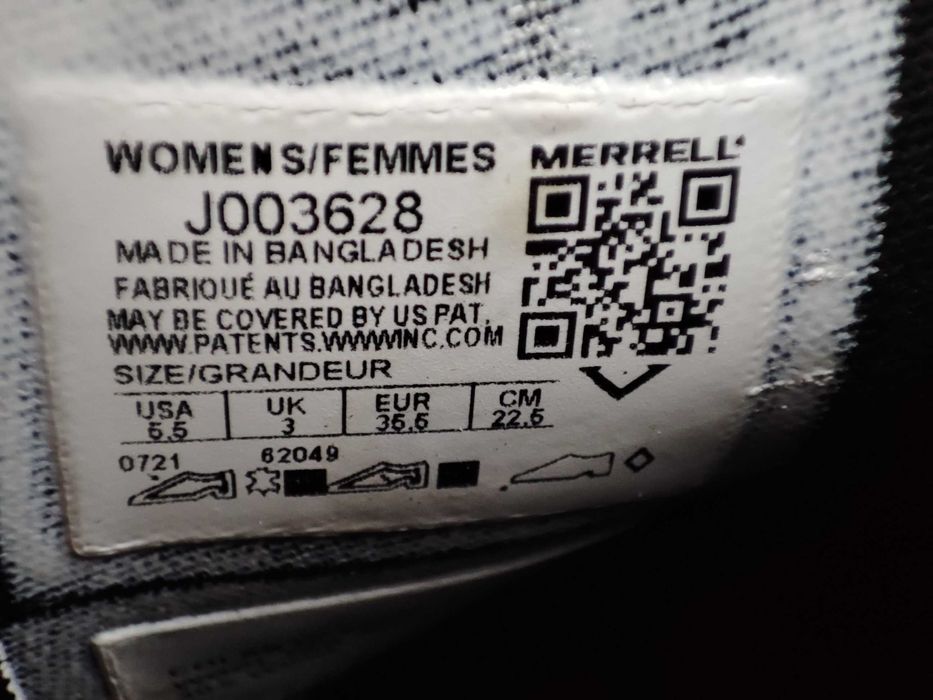 WOMENS/FEMMES
MERRELL
J003628
MADE IN BANGLADESH
FABRIQUÉ AU BANGLADESH
MAY BE COVERED BY US PAT.
WWW.PATENTS.WWWINC.COM
SIZE/GRANDEUR
USA UK EUR CM
5.5 3 35.5 22.5
0721 62049